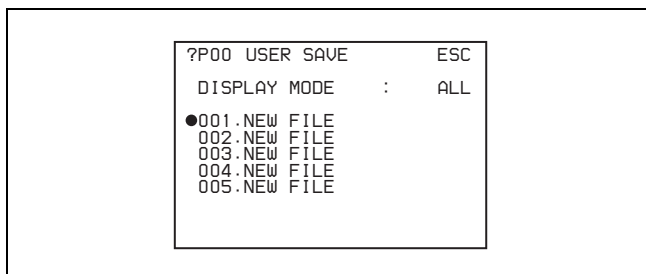 ?P00 USER SAVE ESC
DISPLAY MODE : ALL
●001.NEW FILE
002.NEW FILE
003.NEW FILE
004.NEW FILE
005.NEW FILE